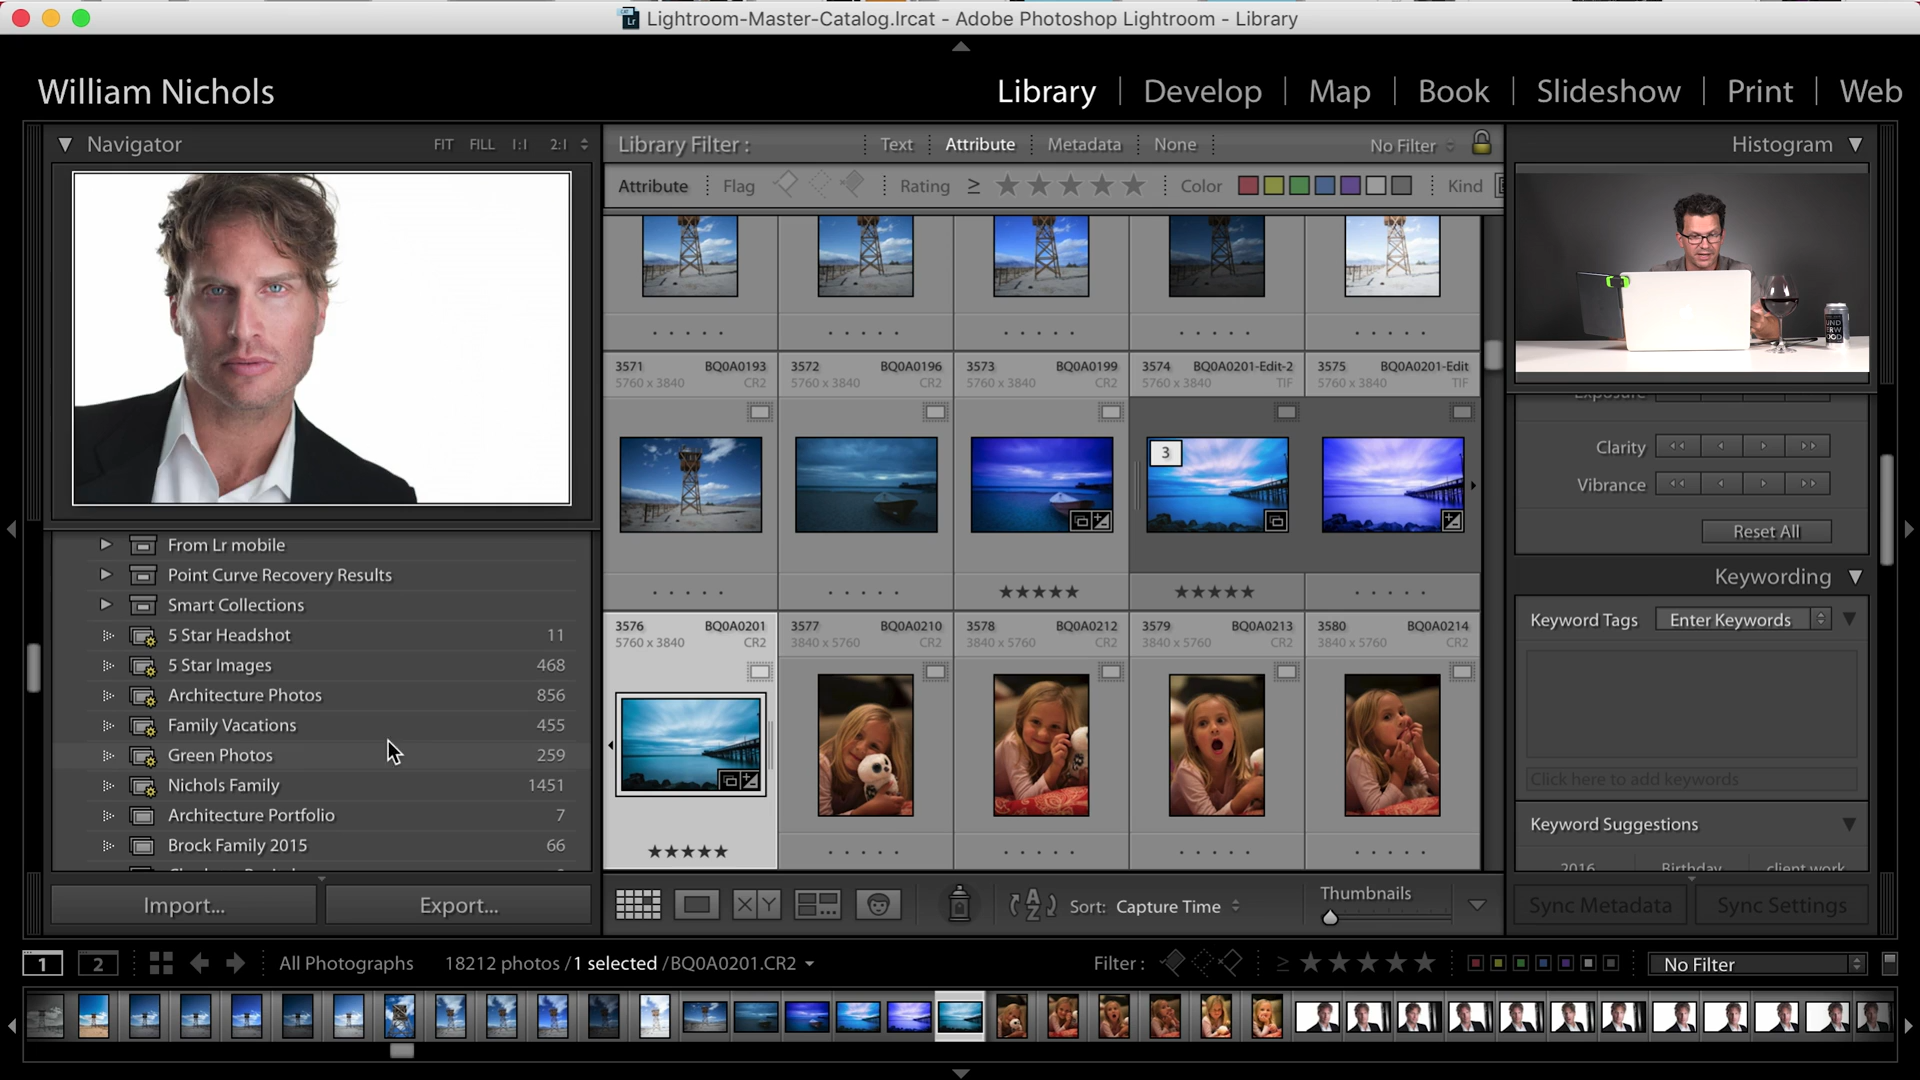 Lightroom-Master-Catalog.lrcat - Adobe Photoshop Lightroom - Library
William Nichols
Library | Develop | Map | Book | Slideshow | Print | Web
Navigator FIT FILL 1:1 2:1
Library Filter : Text Attribute Metadata None No Filter
Histogram
Attribute Flag Rating ≥ ★★★★★ Color Kind
3571 BQ0A0193 3572 BQ0A0196 3573 BQ0A0199 3574 BQ0A0201-Edit-2 3575 BQ0A0201-Edit
5760 x 3840 CR2 5760 x 3840 CR2 5760 x 3840 CR2 5760 x 3840 TIF 5760 x 3840 TIF
3
★★★★★ ★★★★★
UND
ERW
OOD
Exposure
Clarity
Vibrance
Reset All
Keywording
From Lr mobile
Point Curve Recovery Results
Smart Collections
5 Star Headshot 11
5 Star Images 468
Architecture Photos 856
Family Vacations 455
Green Photos 259
Nichols Family 1451
Architecture Portfolio 7
Brock Family 2015 66
3576 BQ0A0201 3577 BQ0A0210 3578 BQ0A0212 3579 BQ0A0213 3580 BQ0A0214
5760 x 3840 CR2 3840 x 5760 CR2 3840 x 5760 CR2 3840 x 5760 CR2 3840 x 5760 CR2
★★★★★
Keyword Tags Enter Keywords
Click here to add keywords
Keyword Suggestions
2016 Birthday client work
Import... Export...
XY
AZ
Sort: Capture Time Thumbnails
Sync Metadata Sync Settings
1 2 All Photographs 18212 photos / 1 selected / BQ0A0201.CR2 Filter : ≥ ★★★★★ No Filter